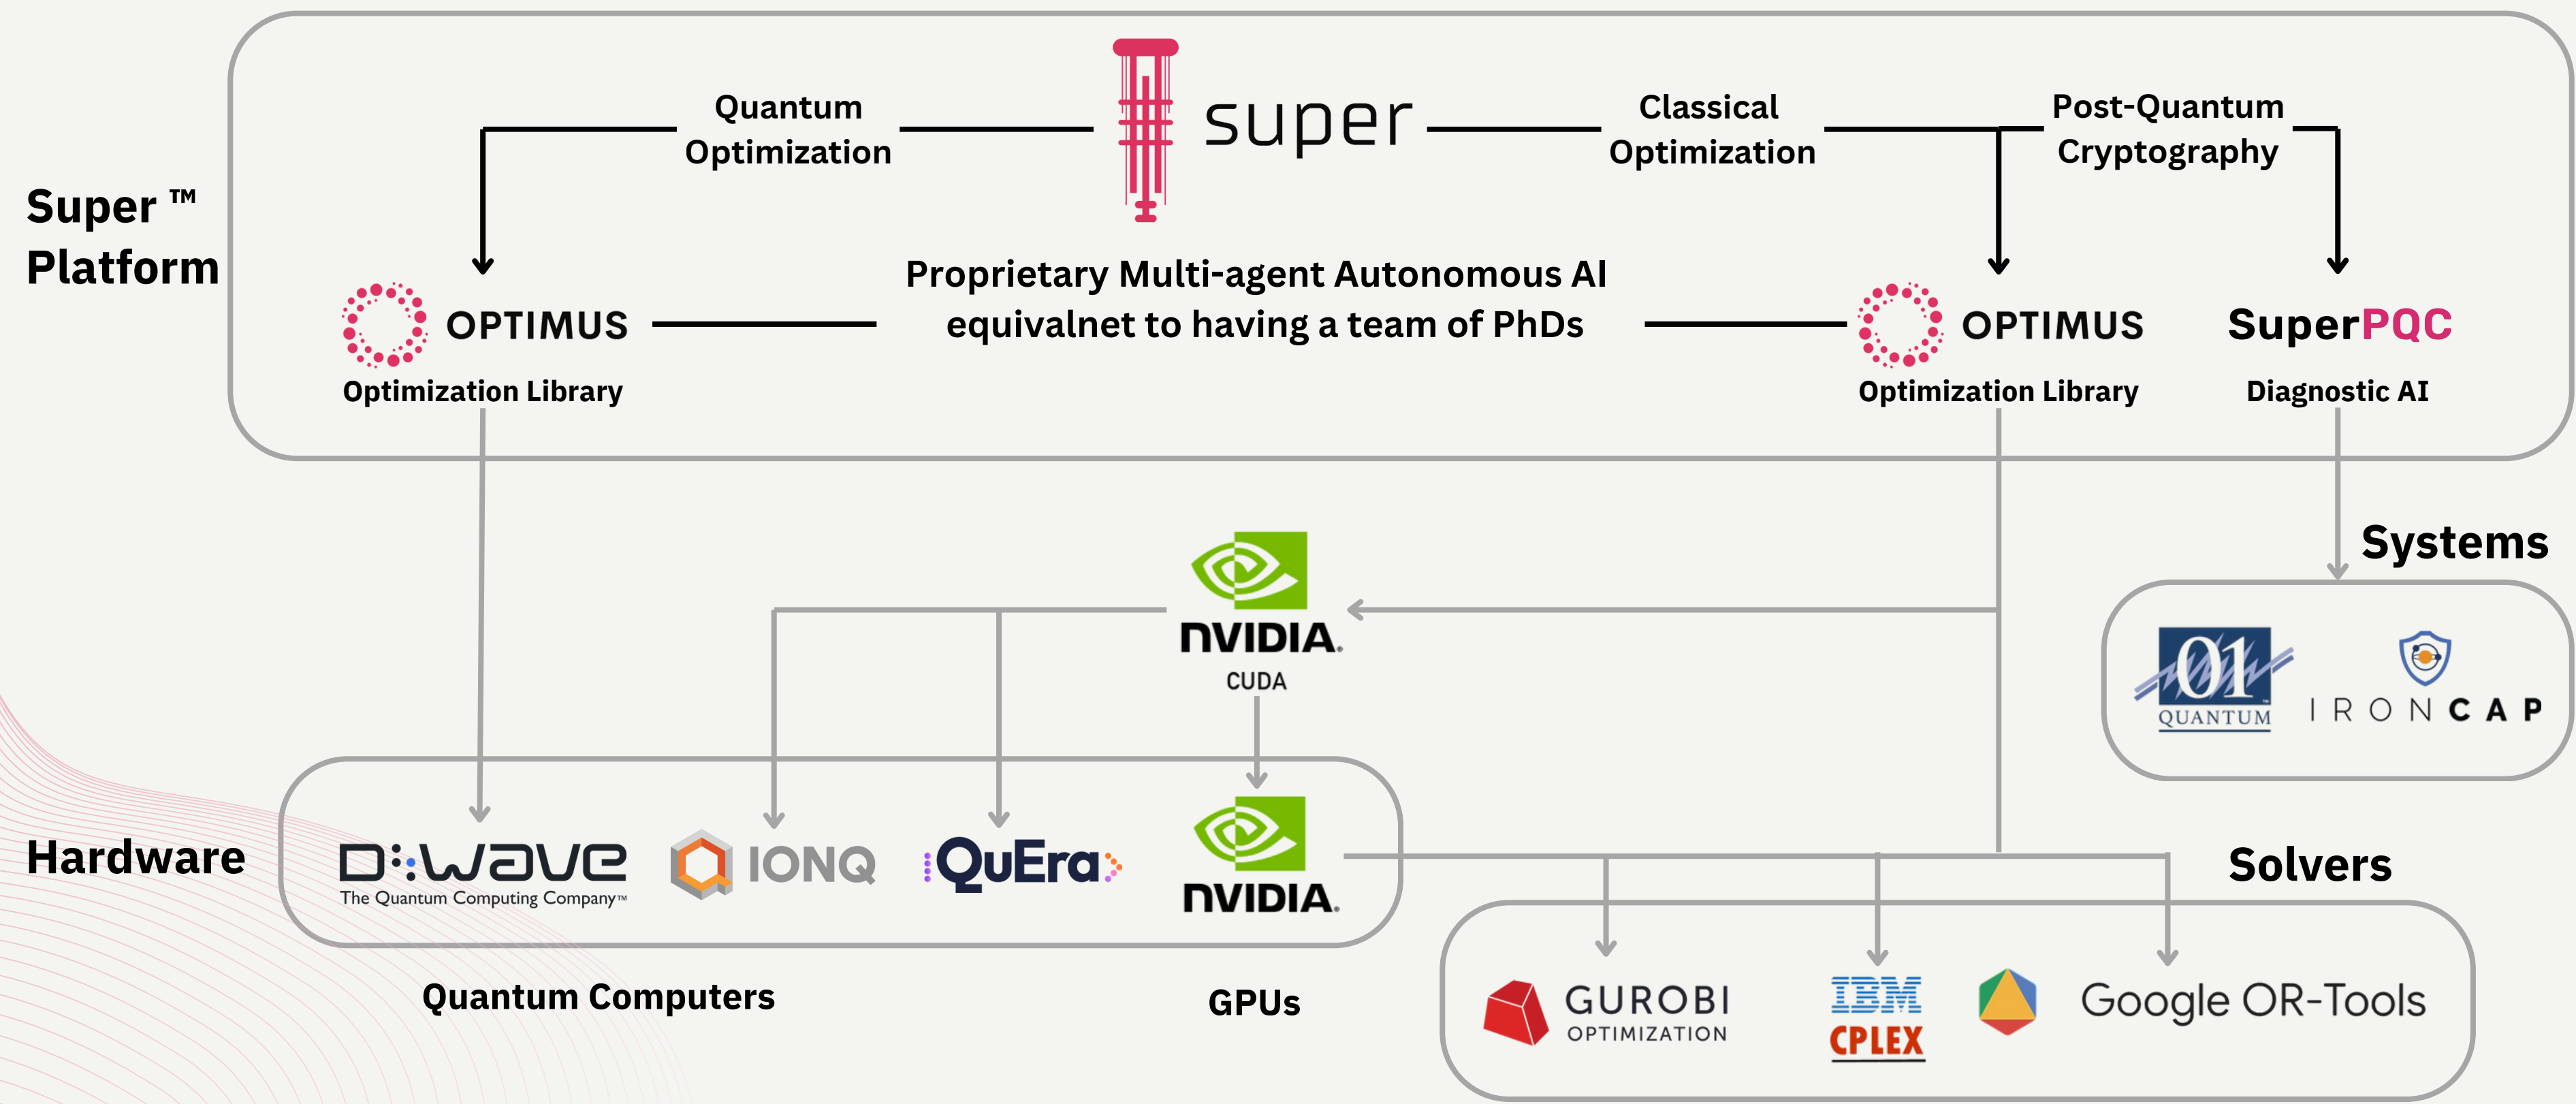 Super ™
Platform
Quantum
Optimization
super
Classical
Optimization
Post-Quantum
Cryptography
OPTIMUS
Optimization Library
Proprietary Multi-agent Autonomous AI
equivalnet to having a team of PhDs
OPTIMUS
Optimization Library
SuperPQC
Diagnostic AI
NVIDIA.
CUDA
Systems
01
QUANTUM
IRONCAP
Hardware
D:Wave
The Quantum Computing Company™
IONQ
QuEra
NVIDIA.
Quantum Computers
GPUs
Solvers
GUROBI
OPTIMIZATION
IBM
CPLEX
Google OR-Tools